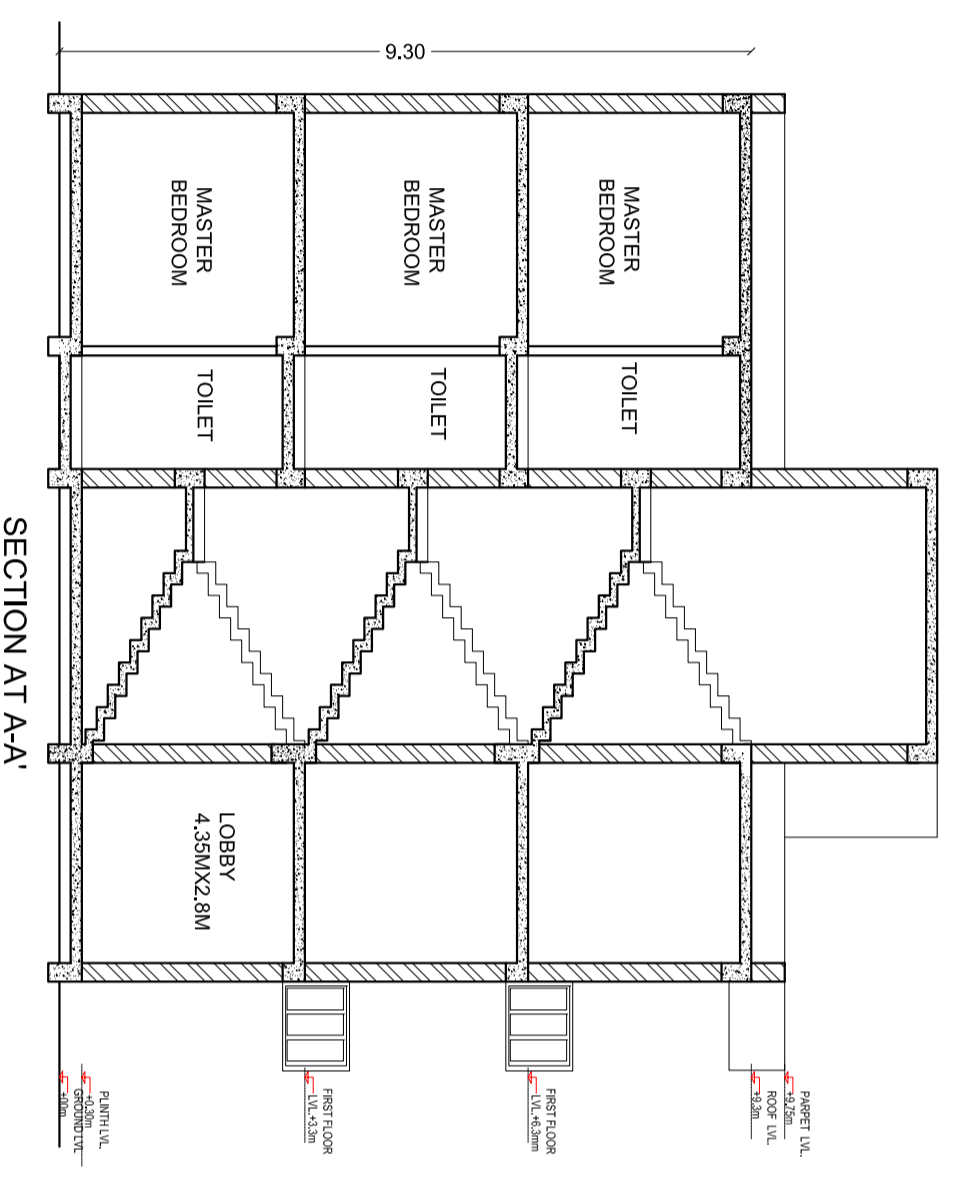 9.30
MASTER
BEDROOM
MASTER
BEDROOM
MASTER
BEDROOM
TOILET
TOILET
TOILET
LOBBY
4.35MX2.8M
PARPET LVL.
+9.75m
ROOF LVL.
+9.3m
FIRST FLOOR
LVL.+6.3mm
FIRST FLOOR
LVL.+3.3m
PLINTH LVL.
+0.30m
GROUND LVL
+00m
SECTION AT A-A'